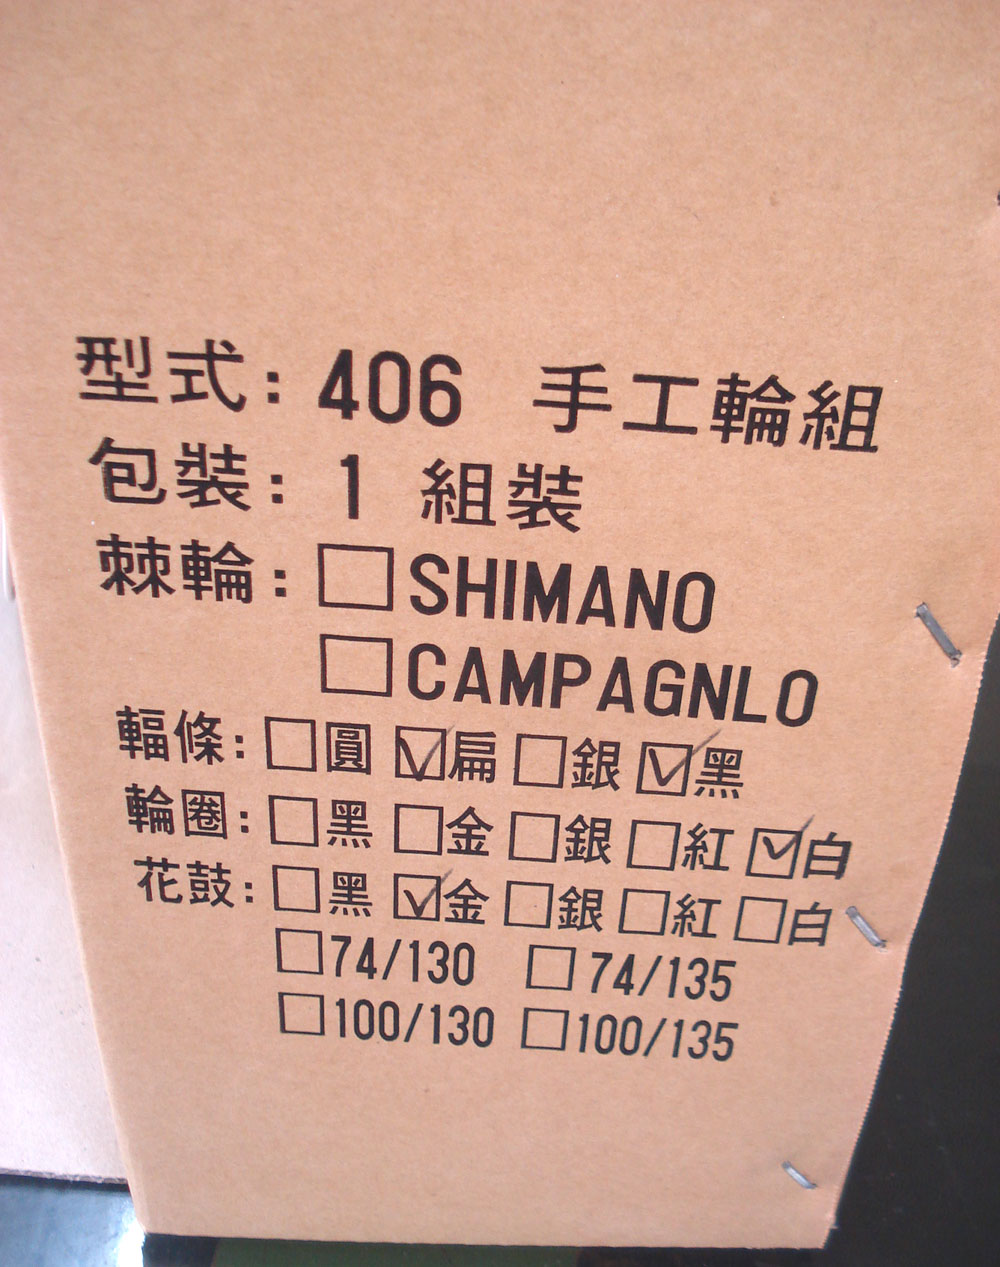 型式: 406 手工輪組
包裝: 1 組裝
棘輪: □SHIMANO
□CAMPAGNLO
輻條: □圓 ☑扁 □銀 ☑黑
輪圈: □黑 □金 □銀 □紅 ☑白
花鼓: □黑 ☑金 □銀 □紅 □白
□74/130 □74/135
□100/130 □100/135